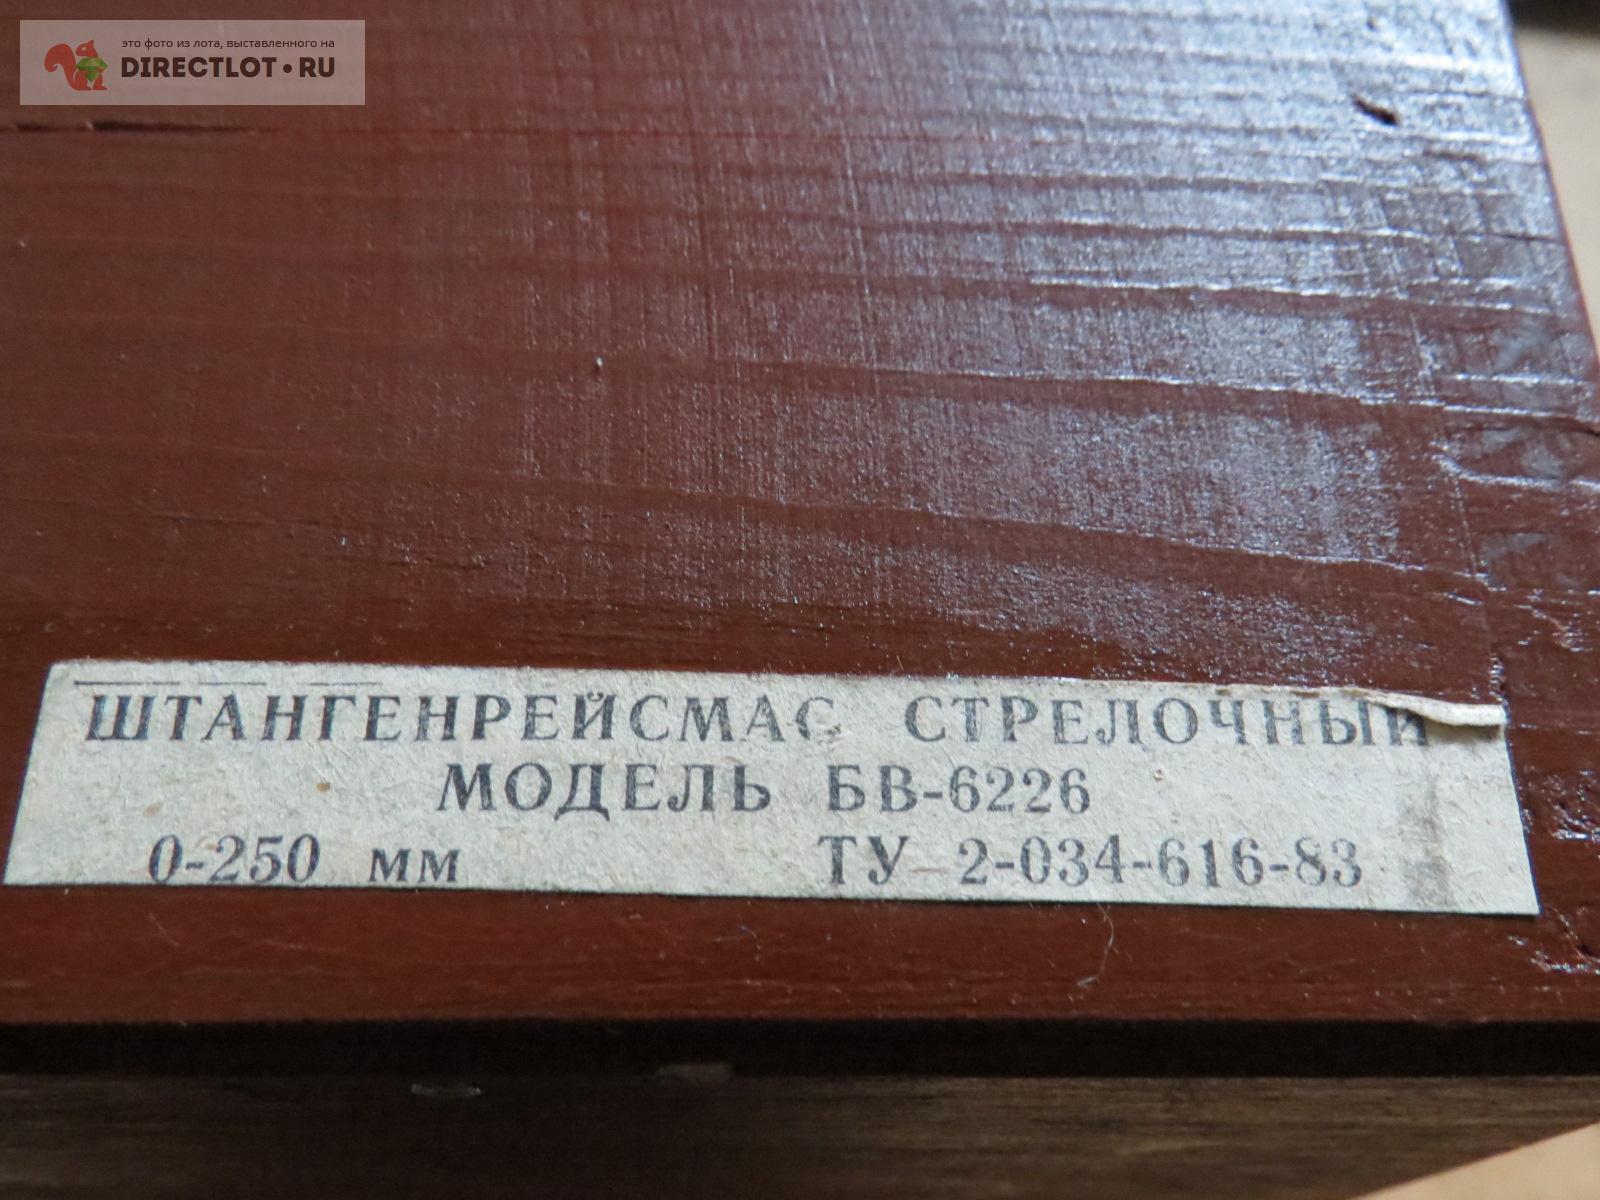 это фото из лота, выставленного на
DIRECTLOT•RU
ШТАНГЕНРЕЙСМАС СТРЕЛОЧНЫЙ
МОДЕЛЬ БВ-6226
0-250 мм ТУ 2-034-616-83